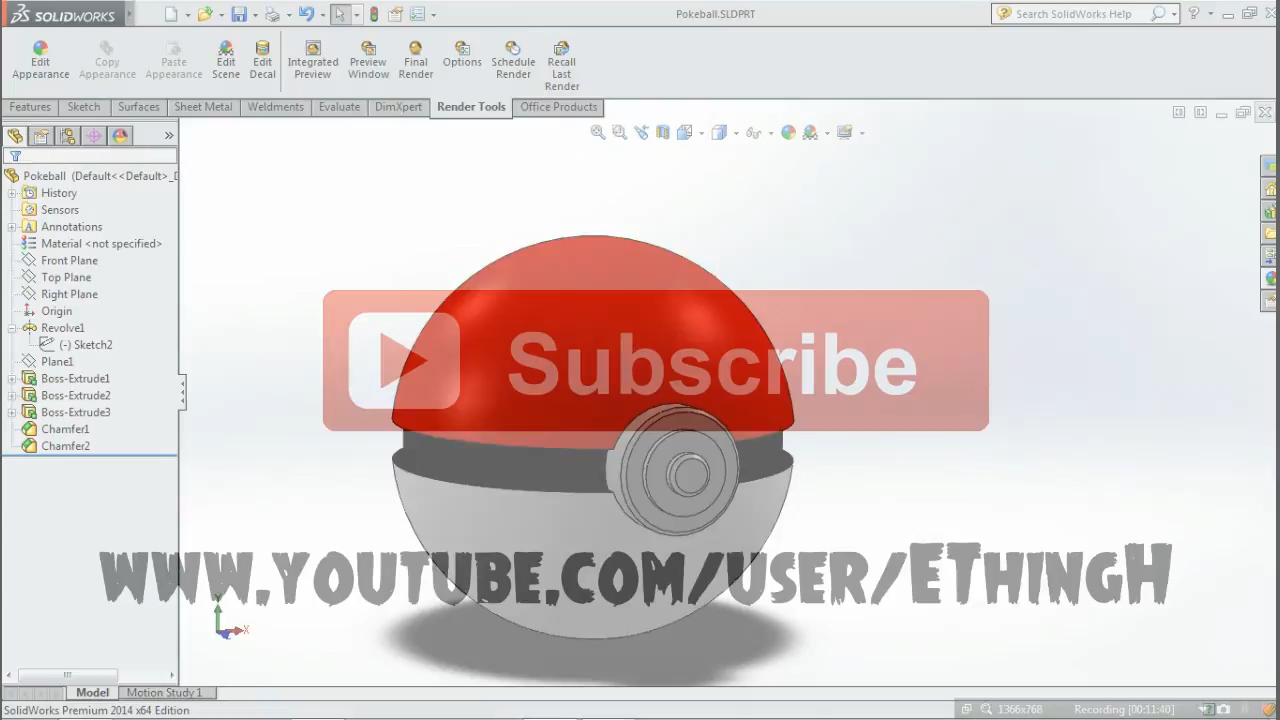 SOLIDWORKS
Pokeball.SLDPRT
Search SolidWorks Help
Edit Appearance
Copy Appearance
Paste Appearance
Edit Scene
Edit Decal
Integrated Preview
Preview Window
Final Render
Options
Schedule Render
Recall Last Render
Features
Sketch
Surfaces
Sheet Metal
Weldments
Evaluate
DimXpert
Render Tools
Office Products
Pokeball (Default<<Default>_D
History
Sensors
A Annotations
Material <not specified>
Front Plane
Top Plane
Right Plane
Origin
Revolve1
(-) Sketch2
Plane1
Boss-Extrude1
Boss-Extrude2
Boss-Extrude3
Chamfer1
Chamfer2
Subscribe
WWW.YOUTUBE.COM/USER/ETHINGH
Y
X
Model
Motion Study 1
SolidWorks Premium 2014 x64 Edition
1366x768
Recording [00:11:40]